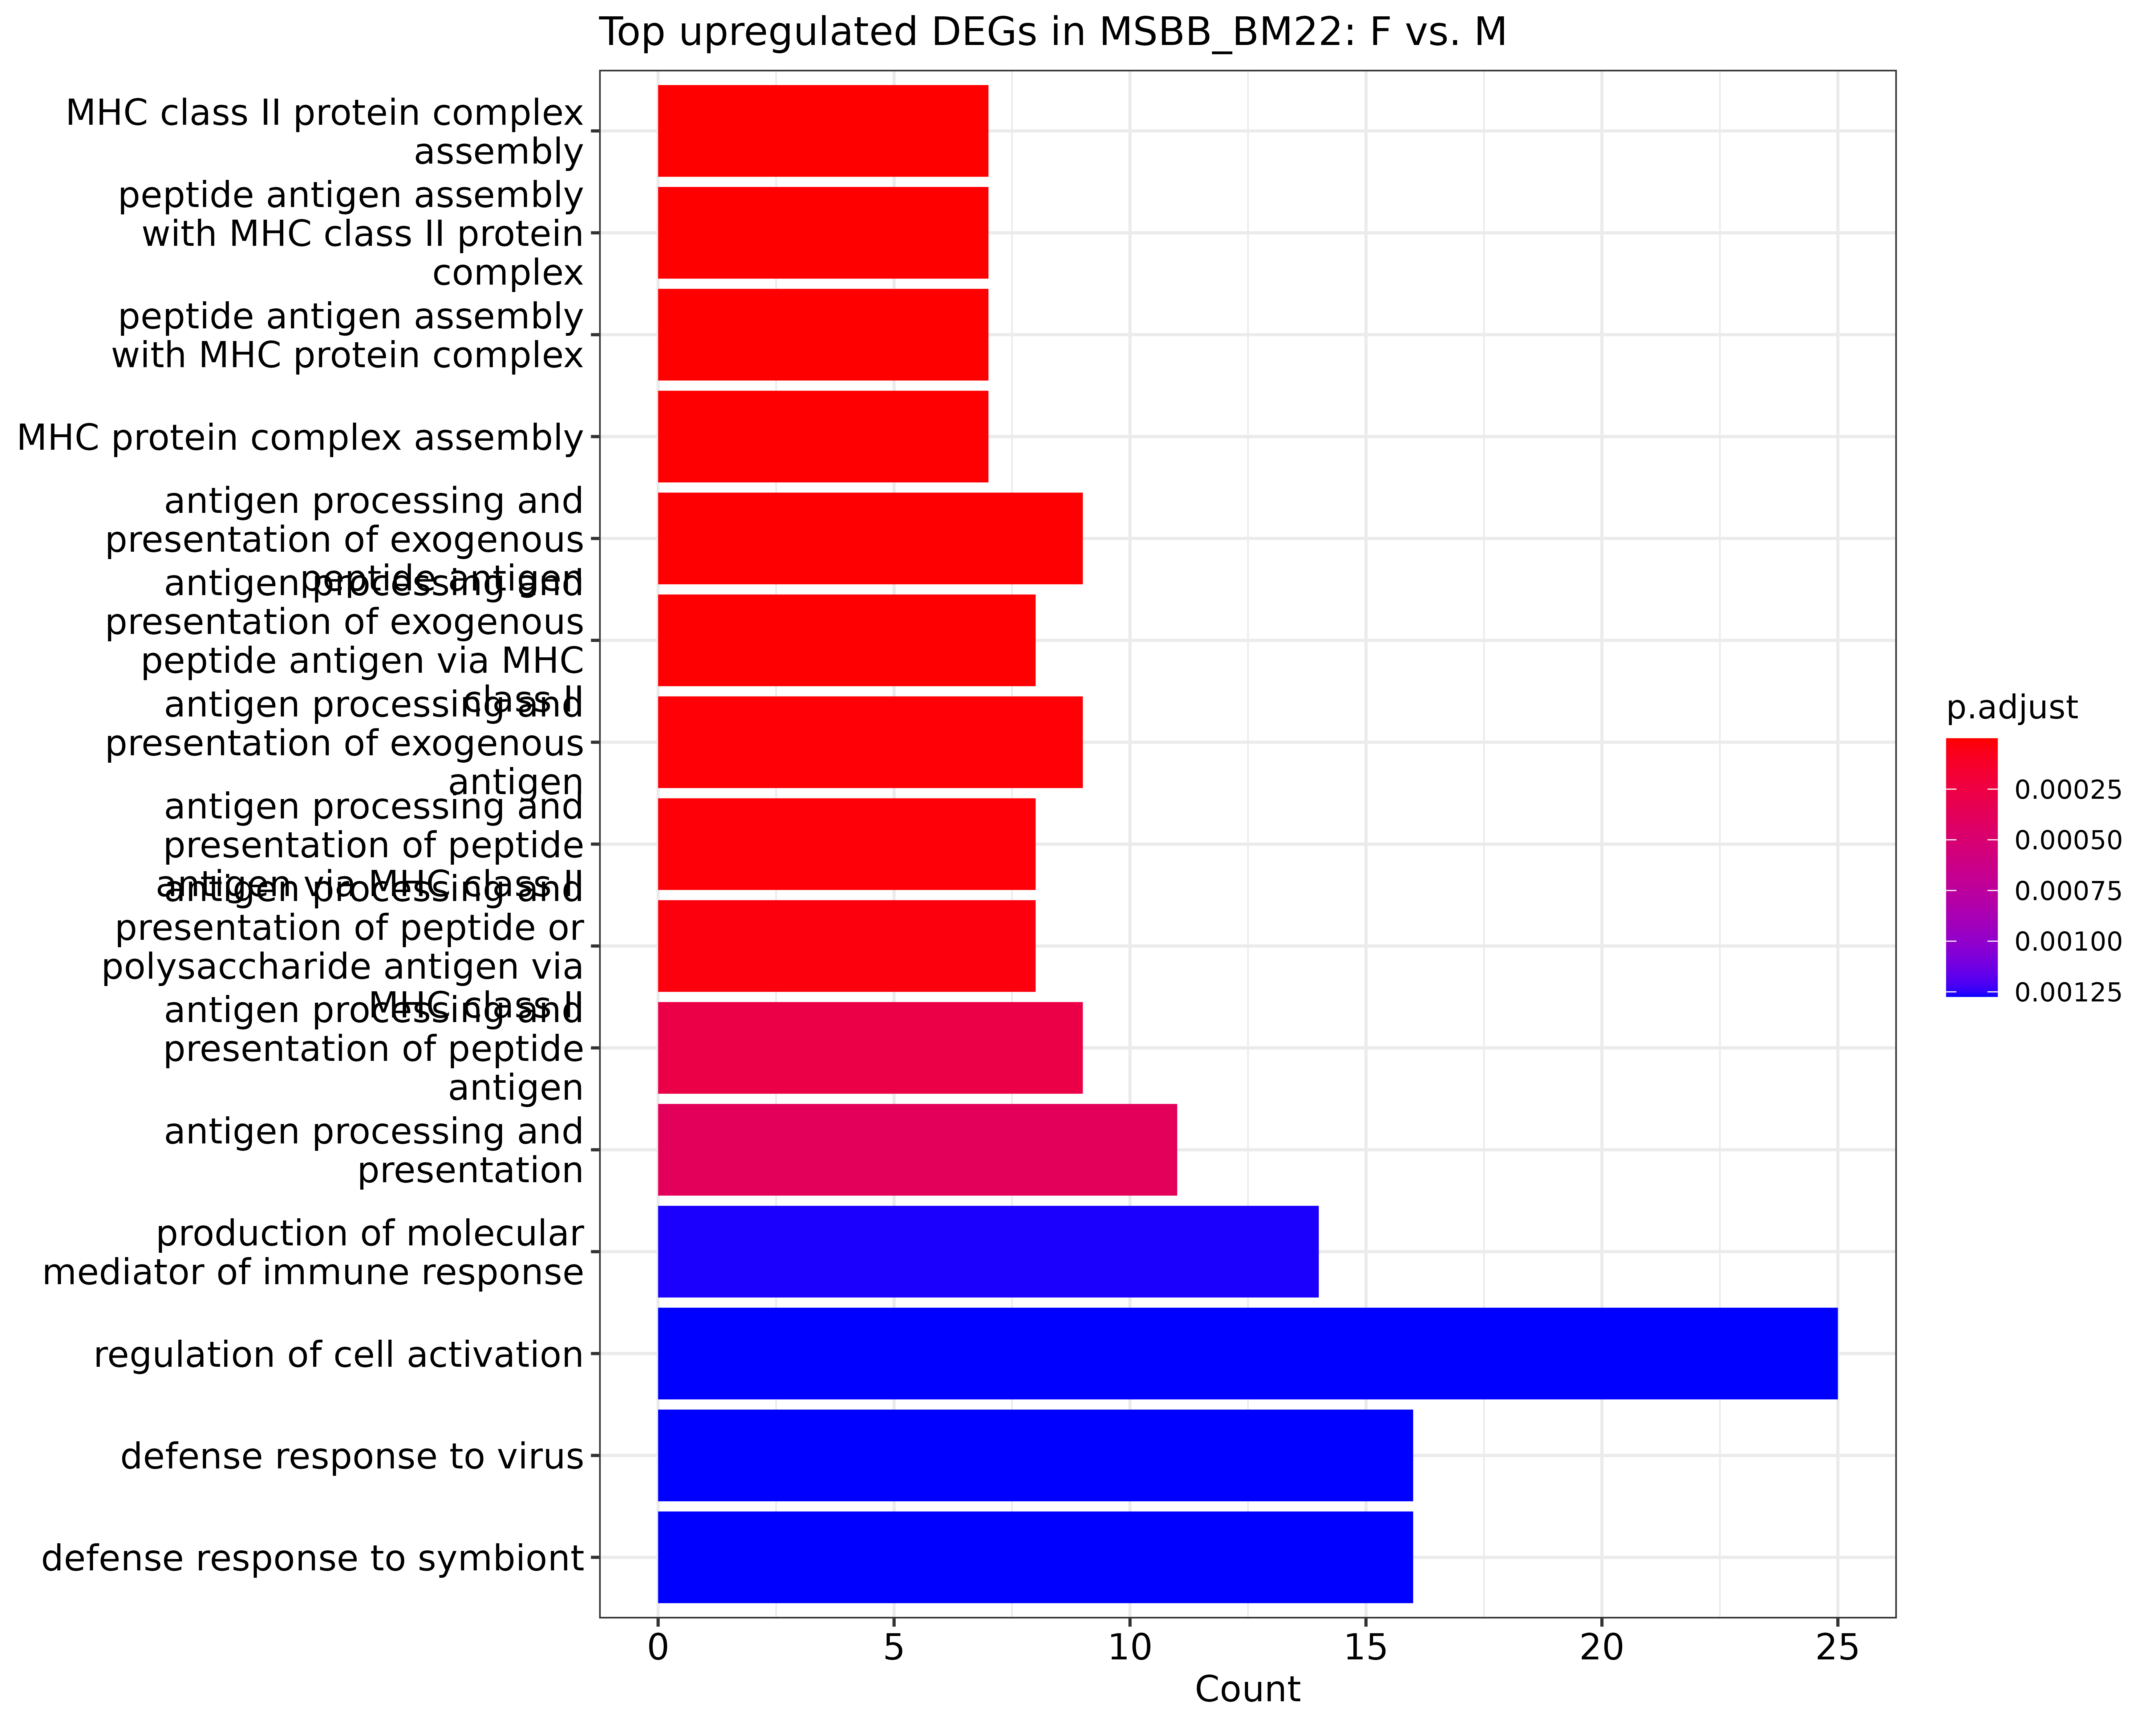 Top upregulated DEGs in MSBB_BM22: F vs. M
MHC class II protein complex
assembly
peptide antigen assembly
with MHC class II protein
complex
peptide antigen assembly
with MHC protein complex
MHC protein complex assembly
antigen processing and
presentation of exogenous
peptide antigen
antigen processing and
presentation of exogenous
peptide antigen via MHC
class II
antigen processing and
presentation of exogenous
antigen
antigen processing and
presentation of peptide
antigen via MHC class II
antigen processing and
presentation of peptide or
polysaccharide antigen via
MHC class II
antigen processing and
presentation of peptide
antigen
antigen processing and
presentation
production of molecular
mediator of immune response
regulation of cell activation
defense response to virus
defense response to symbiont
0 5 10 15 20 25
Count
p.adjust
0.00025
0.00050
0.00075
0.00100
0.00125